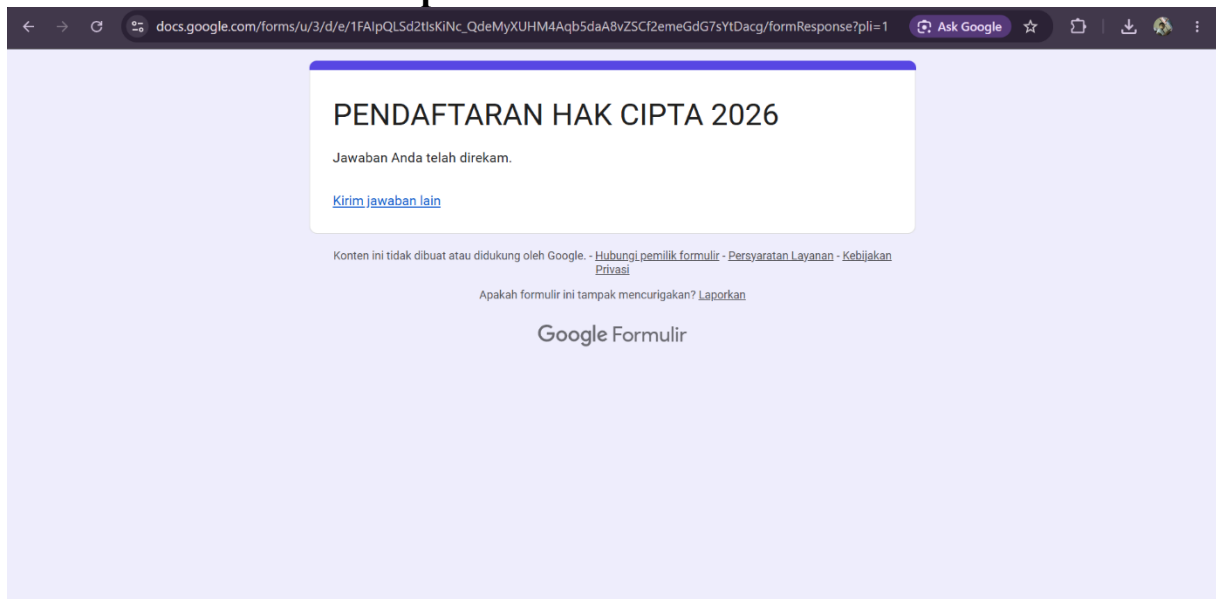 docs.google.com/forms/u/3/d/e/1FAIpQLSd2tIsKiNc_QdeMyXUHM4Aqb5daA8vZSCf2emeGdG7sYtDacg/formResponse?pli=1 Ask Google
PENDAFTARAN HAK CIPTA 2026
Jawaban Anda telah direkam.
Kirim jawaban lain
Konten ini tidak dibuat atau didukung oleh Google. - Hubungi pemilik formulir - Persyaratan Layanan - Kebijakan
Privasi
Apakah formulir ini tampak mencurigakan? Laporkan
Google Formulir